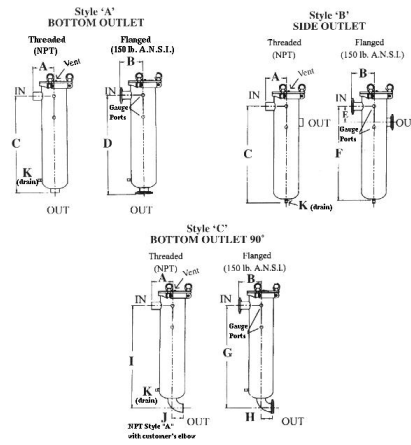 Style 'A'
BOTTOM OUTLET
Threaded
(NPT)
Flanged
(150 lb. A.N.S.I.)
A
Vent
B
IN
IN
Gauge
Ports
C
D
K
(drain)
OUT
OUT
Style 'B'
SIDE OUTLET
Threaded
(NPT)
Flanged
(150 lb. A.N.S.I.)
A
Vent
B
IN
IN
E
Gauge
Ports
OUT
OU
C
F
K (drain)
Style 'C'
BOTTOM OUTLET 90°
Threaded
(NPT)
Flanged
(150 lb. A.N.S.I.)
A
Vent
B
IN
IN
Gauge
Ports
I
G
K
(drain)
J
OUT
H
OUT
NPT Style "A"
with customer's elbow